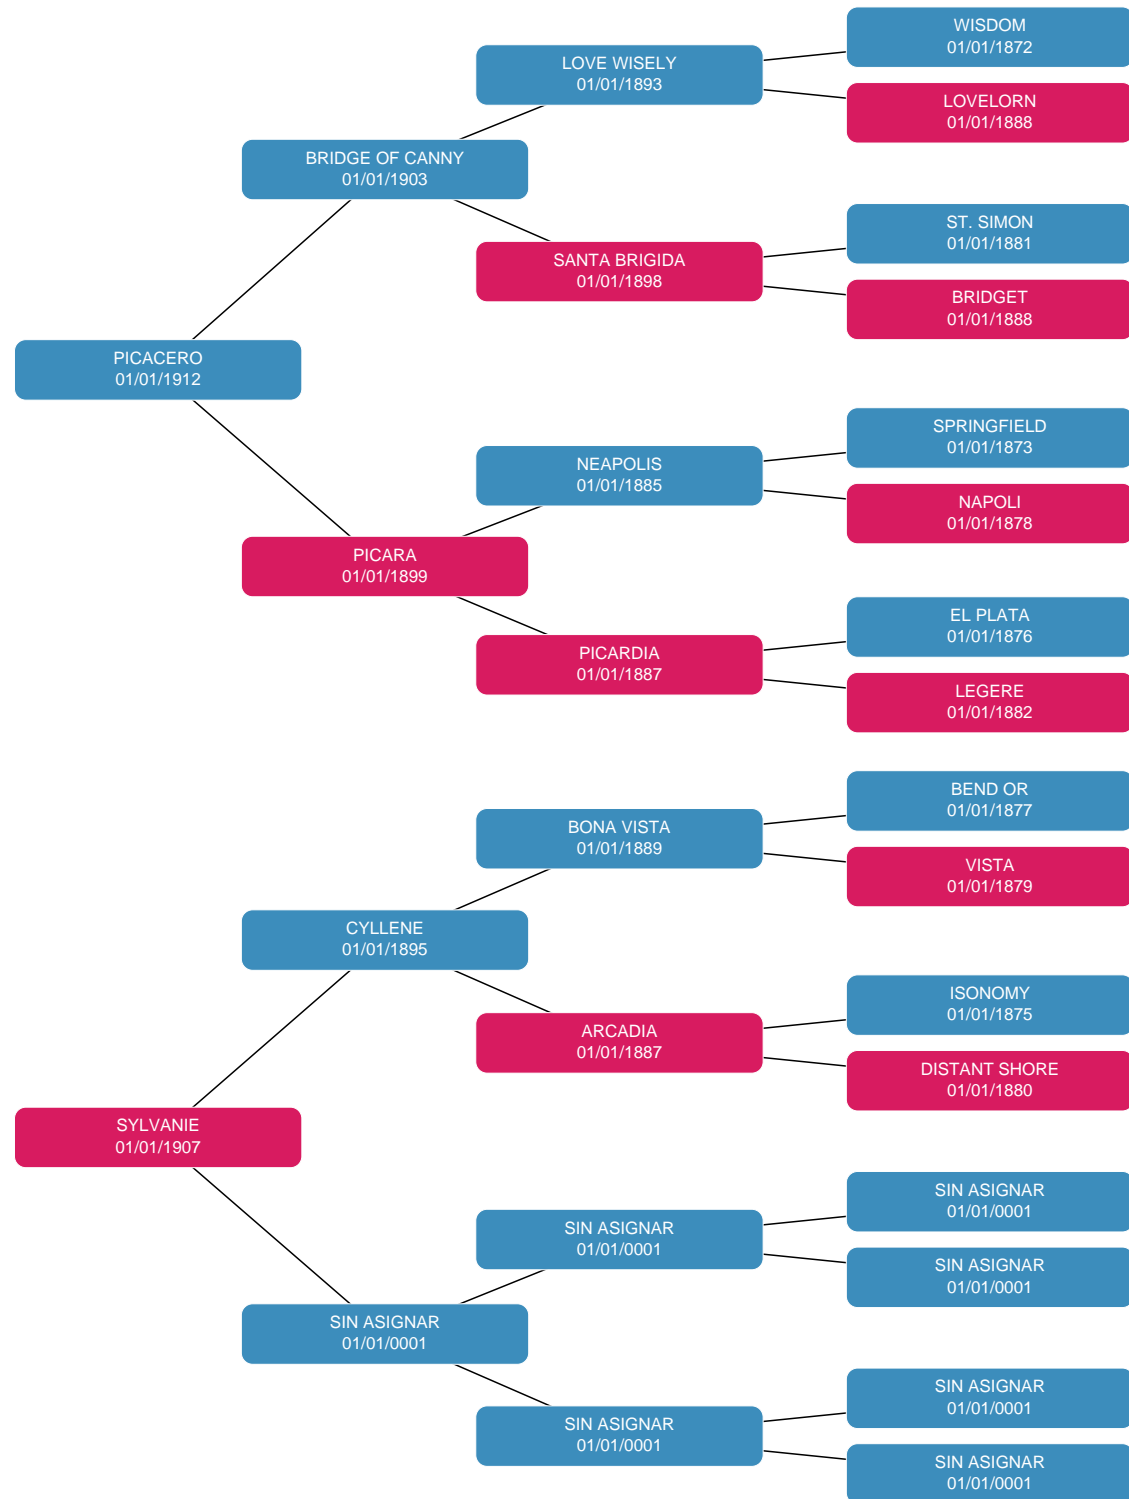 WISDOM
01/01/1872
LOVE WISELY
01/01/1893
LOVELORN
01/01/1888
BRIDGE OF CANNY
01/01/1903
ST. SIMON
01/01/1881
SANTA BRIGIDA
01/01/1898
BRIDGET
01/01/1888
PICACERO
01/01/1912
SPRINGFIELD
01/01/1873
NEAPOLIS
01/01/1885
NAPOLI
01/01/1878
PICARA
01/01/1899
EL PLATA
01/01/1876
PICARDIA
01/01/1887
LEGERE
01/01/1882
BEND OR
01/01/1877
BONA VISTA
01/01/1889
VISTA
01/01/1879
CYLLENE
01/01/1895
ISONOMY
01/01/1875
ARCADIA
01/01/1887
DISTANT SHORE
01/01/1880
SYLVANIE
01/01/1907
SIN ASIGNAR
01/01/0001
SIN ASIGNAR
01/01/0001
SIN ASIGNAR
01/01/0001
SIN ASIGNAR
01/01/0001
SIN ASIGNAR
01/01/0001
SIN ASIGNAR
01/01/0001
SIN ASIGNAR
01/01/0001